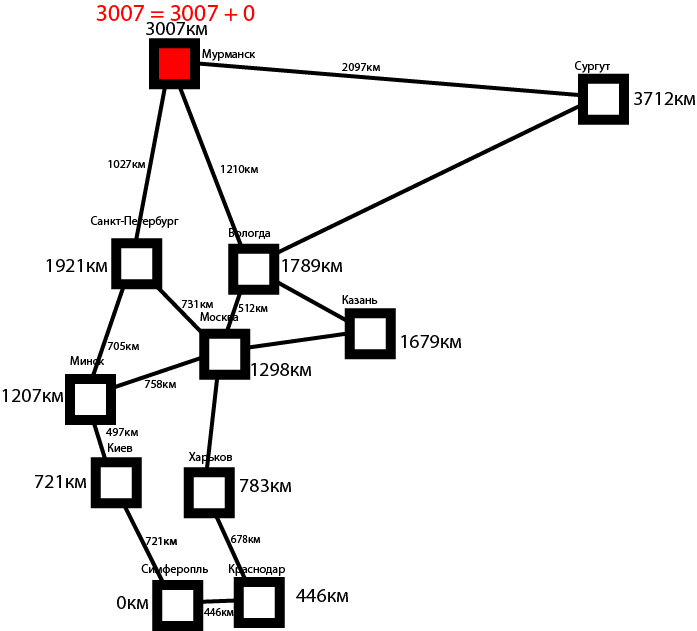 3007 = 3007 + 0
3007км
Мурманск
2097км
Сургут
3712км
1027км
1210км
Санкт-Петербург
Вологда
1921км
1789км
731км
512км
Казань
Москва
1679км
705км
Минск
758км
1298км
1207км
497км
Киев
Харьков
721км
783км
721км
678км
Симферопль
Краснодар
0км
446км
446км